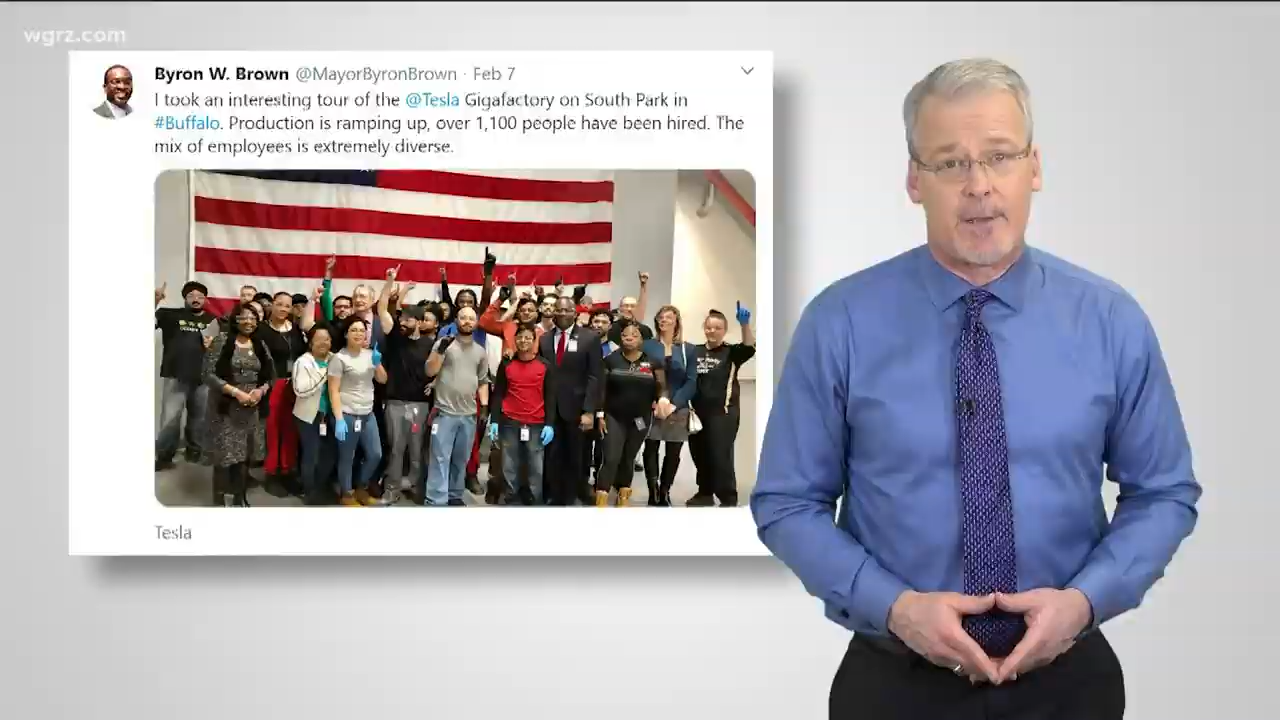 wgrz.com
Byron W. Brown @MayorByronBrown · Feb 7
I took an interesting tour of the @Tesla Gigafactory on South Park in
#Buffalo. Production is ramping up, over 1,100 people have been hired. The
mix of employees is extremely diverse.
Tesla